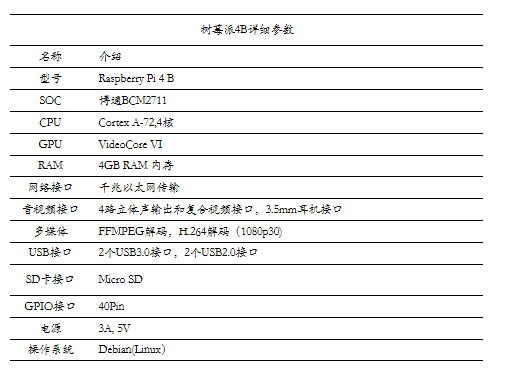 树莓派4B详细参数
名称 介绍
型号 Raspberry Pi 4 B
SOC 博通BCM2711
CPU Cortex A-72,4核
GPU VideoCore VI
RAM 4GB RAM 内存
网络接口 千兆以太网传输
音视频接口 4路立体声输出和复合视频接口，3.5mm耳机接口
多媒体 FFMPEG解码，H.264解码（1080p30)
USB接口 2个USB3.0接口，2个USB2.0接口
SD卡接口 Micro SD
GPIO接口 40Pin
电源 3A, 5V
操作系统 Debian(Linux）